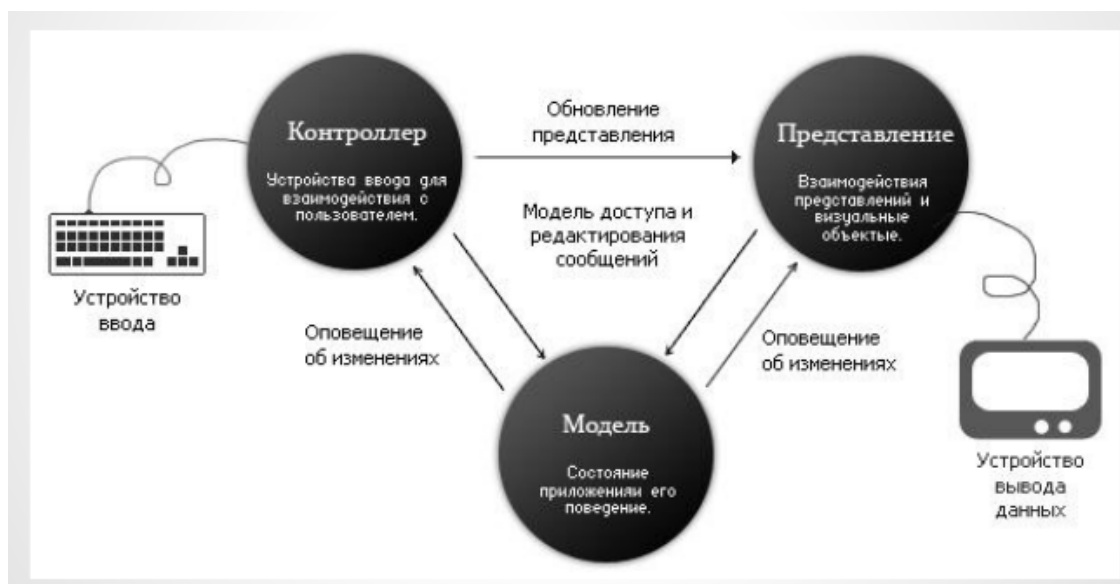 Контроллер
Устройства ввода для
взаимодействия с
пользователем.
Обновление
представления
Представление
Взаимодействия
представлений и
визуальные
объектые.
Модель доступа и
редактирования
сообщений
Устройство
ввода
Оповещение
об изменениях
Оповещение
об изменениях
Модель
Состояние
приложенияи его
поведение.
Устройство
вывода
данных